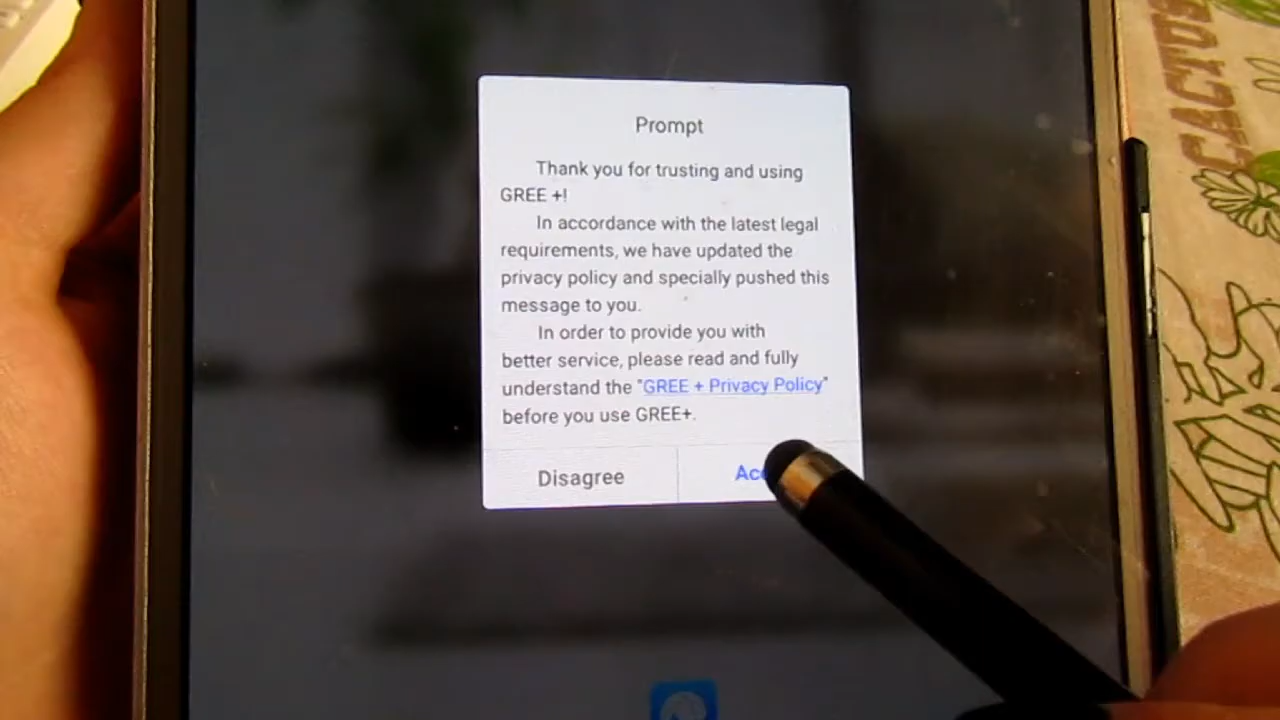 Prompt
Thank you for trusting and using
GREE +!
In accordance with the latest legal
requirements, we have updated the
privacy policy and specially pushed this
message to you.
In order to provide you with
better service, please read and fully
understand the "GREE + Privacy Policy"
before you use GREE+.
Disagree
CACTUS